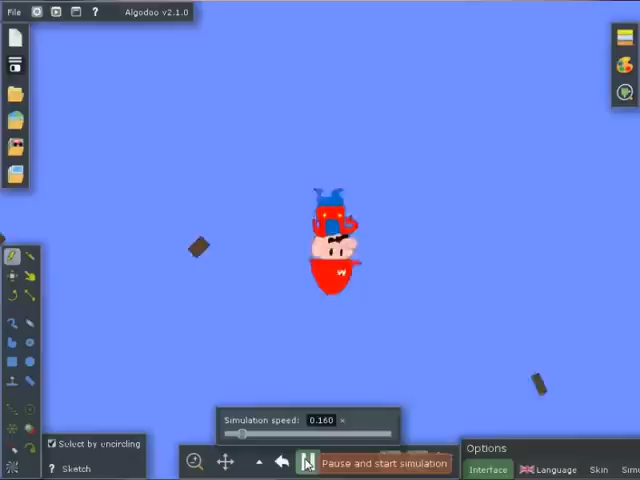 File ? Algodoo v2.1.0
W
Simulation speed: 0.160 ×
Select by encircling
? Sketch
Pause and start simulation
Options
Interface Language Skin Simu